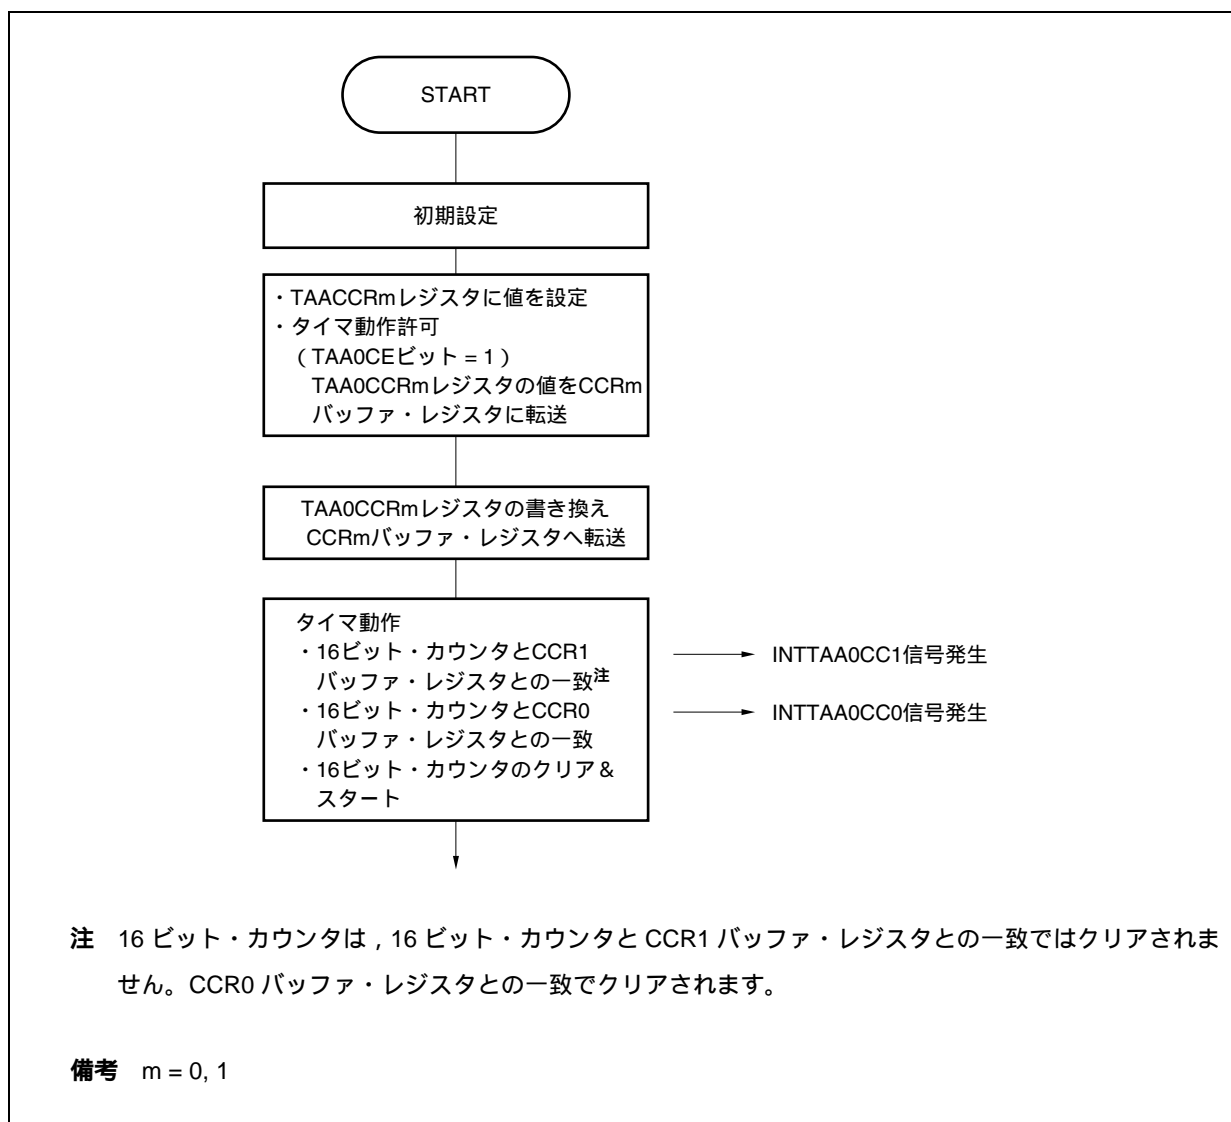 START
初期設定
・TAACCRmレジスタに値を設定
・タイマ動作許可
（TAA0CEビット = 1）
TAA0CCRmレジスタの値をCCRm
バッファ・レジスタに転送
TAA0CCRmレジスタの書き換え
CCRmバッファ・レジスタへ転送
タイマ動作
・16ビット・カウンタとCCR1
バッファ・レジスタとの一致注
・16ビット・カウンタとCCR0
バッファ・レジスタとの一致
・16ビット・カウンタのクリア＆
スタート
INTTAA0CC1信号発生
INTTAA0CC0信号発生
注 16 ビット・カウンタは，16 ビット・カウンタと CCR1 バッファ・レジスタとの一致ではクリアされま
せん。CCR0 バッファ・レジスタとの一致でクリアされます。
備考 m = 0, 1